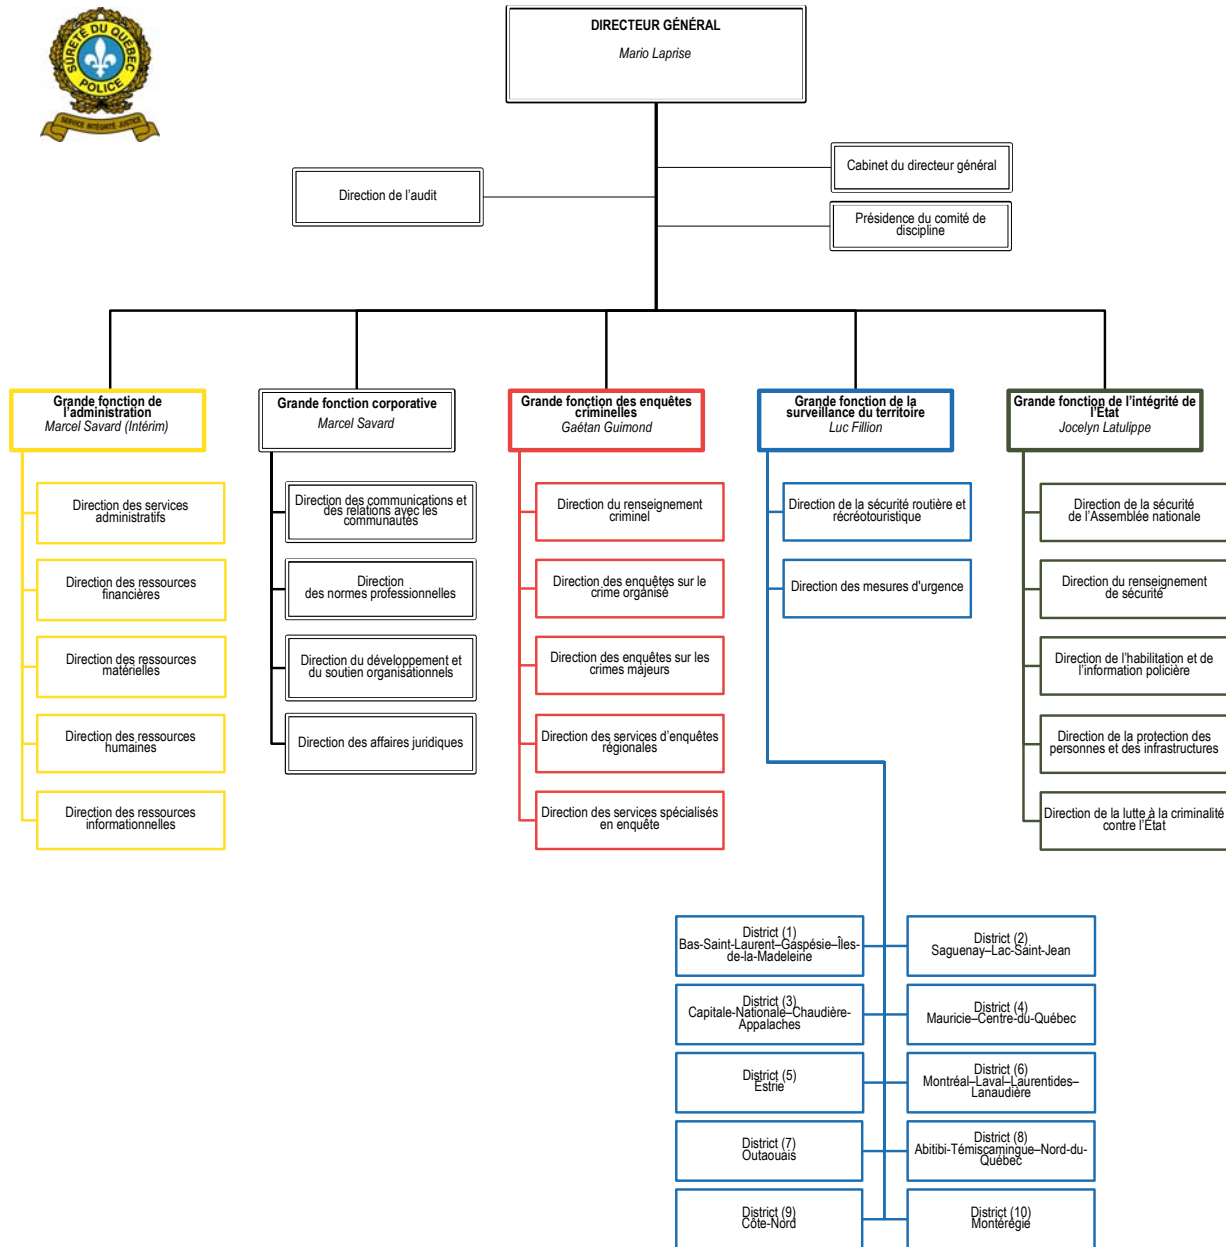 SÛRETÉ DU QUÉBEC
POLICE
SERVICE INTÉGRITÉ JUSTICE
DIRECTEUR GÉNÉRAL
Mario Laprise
Direction de l'audit
Cabinet du directeur général
Présidence du comité de
discipline
Grande fonction de
l'administration
Marcel Savard (Intérim)
Direction des services
administratifs
Direction des ressources
financières
Direction des ressources
matérielles
Direction des ressources
humaines
Direction des ressources
informationnelles
Grande fonction corporative
Marcel Savard
Direction des communications et
des relations avec les
communautés
Direction
des normes professionnelles
Direction du développement et
du soutien organisationnels
Direction des affaires juridiques
Grande fonction des enquêtes
criminelles
Gaétan Guimond
Direction du renseignement
criminel
Direction des enquêtes sur le
crime organisé
Direction des enquêtes sur les
crimes majeurs
Direction des services d'enquêtes
régionales
Direction des services spécialisés
en enquête
Grande fonction de la
surveillance du territoire
Luc Fillion
Direction de la sécurité routière et
récréotouristique
Direction des mesures d'urgence
District (1)
Bas-Saint-Laurent–Gaspésie–Îles-
de-la-Madeleine
District (2)
Saguenay–Lac-Saint-Jean
District (3)
Capitale-Nationale–Chaudière-
Appalaches
District (4)
Mauricie–Centre-du-Québec
District (5)
Estrie
District (6)
Montréal–Laval–Laurentides–
Lanaudière
District (7)
Outaouais
District (8)
Abitibi-Témiscamingue–Nord-du-
Québec
District (9)
Côte-Nord
District (10)
Montérégie
Grande fonction de l'intégrité de
l'État
Jocelyn Latulippe
Direction de la sécurité
de l'Assemblée nationale
Direction du renseignement
de sécurité
Direction de l'habilitation et de
l'information policière
Direction de la protection des
personnes et des infrastructures
Direction de la lutte à la criminalité
contre l'État